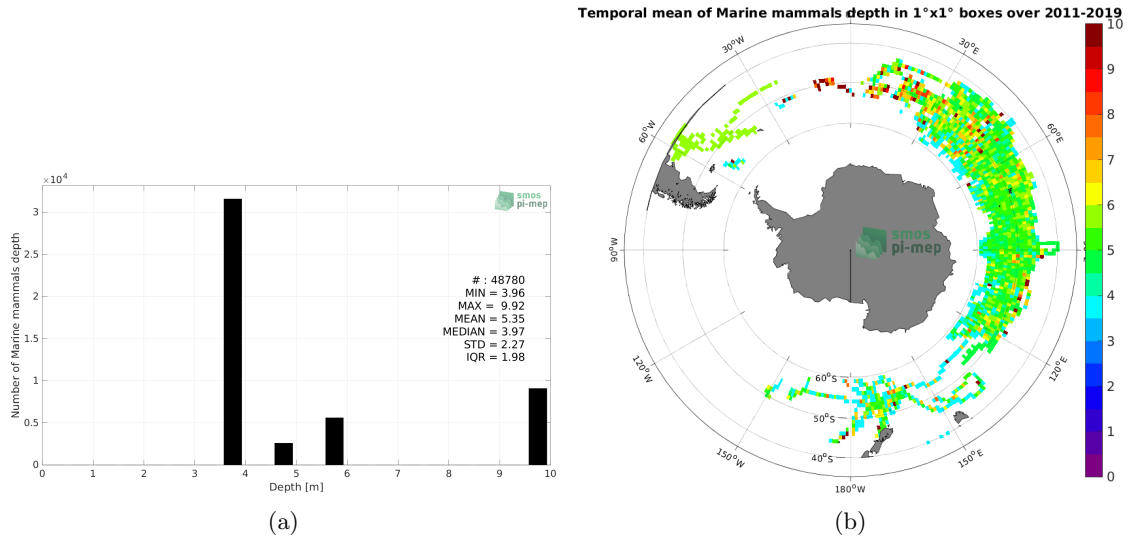 ×10⁴
3
2.5
2
1.5
1
0.5
0
0 1 2 3 4 5 6 7 8 9 10
Number of Marine mammals depth
Depth [m]
smos
pi-mep
# : 48780
MIN = 3.96
MAX = 9.92
MEAN = 5.35
MEDIAN = 3.97
STD = 2.27
IQR = 1.98
(a)
Temporal mean of Marine mammals depth in 1°x1° boxes over 2011-2019
30°W
30°E
60°W
60°E
90°W
120°W
120°E
150°W
150°E
180°W
60°S
50°S
40°S
smos
pi-mep
10
9
8
7
6
5
4
3
2
1
0
(b)